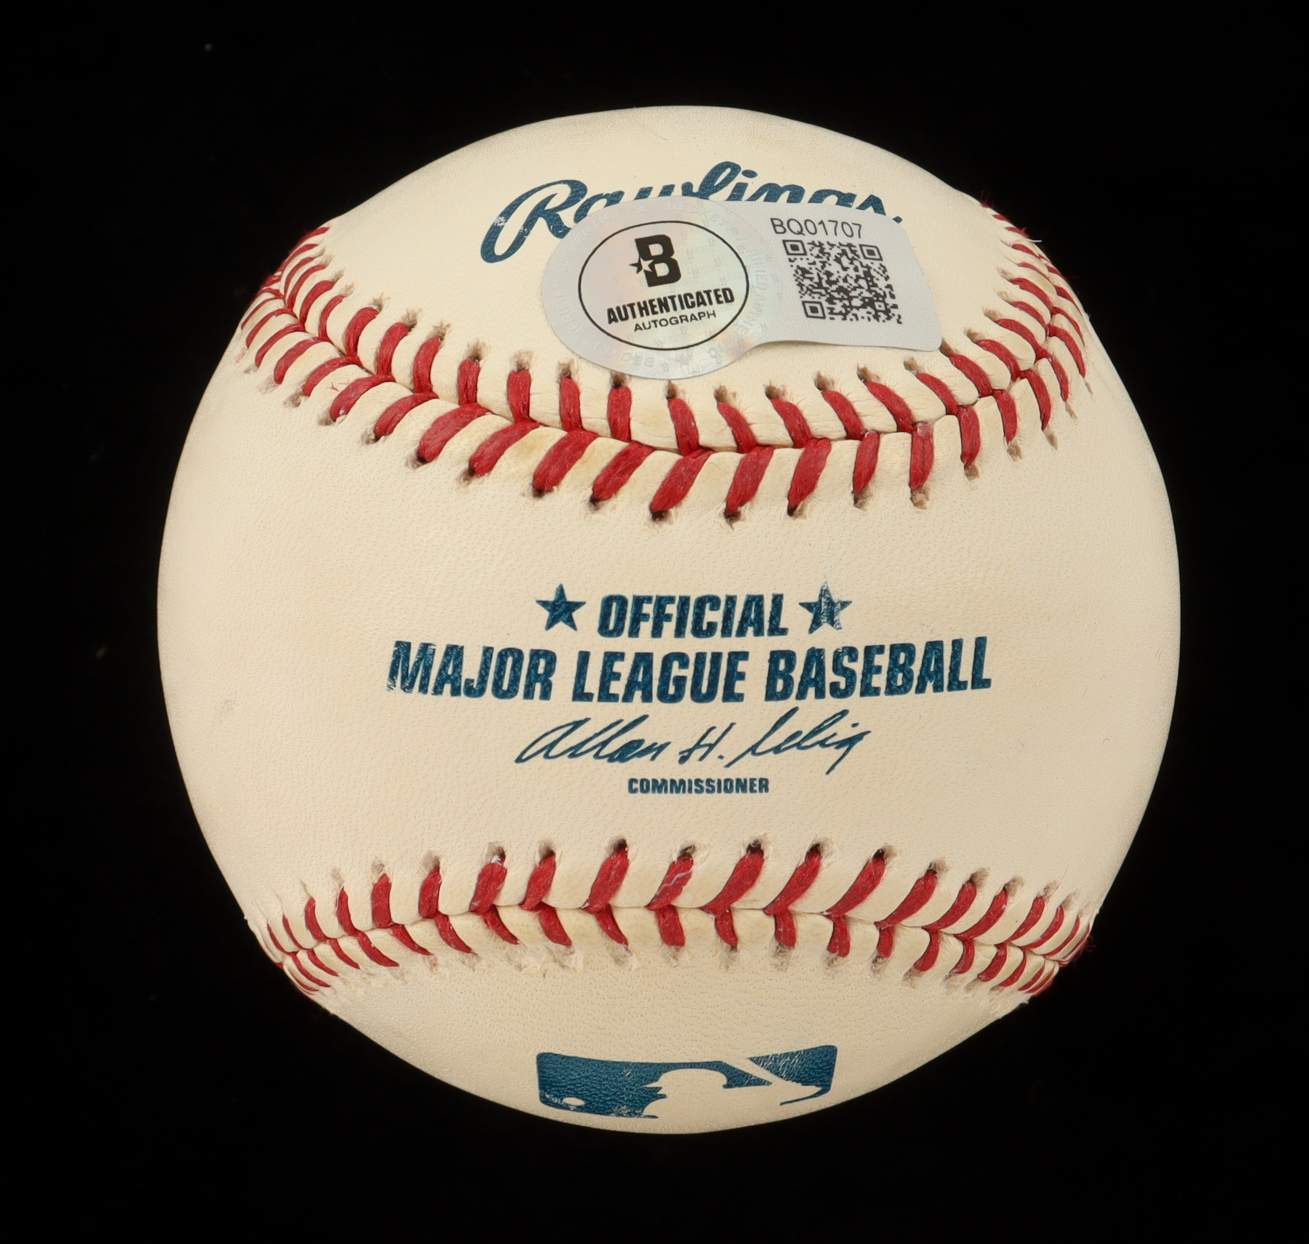 Rawlings
BQ01707
B
AUTHENTICATED
AUTOGRAPH
★ OFFICIAL ★
MAJOR LEAGUE BASEBALL
Allan H. Selig
COMMISSIONER